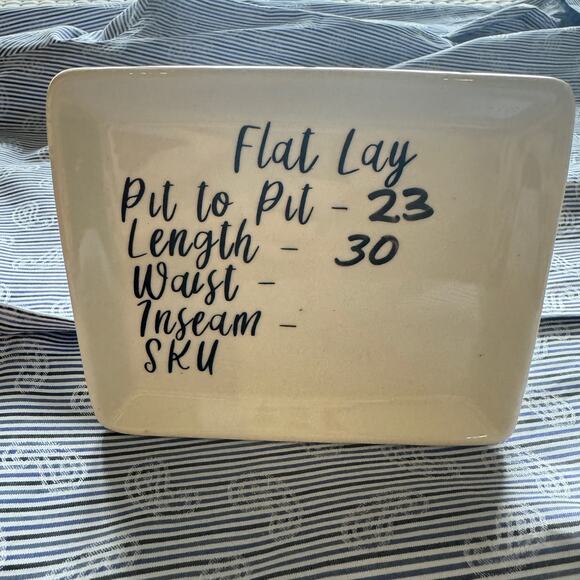 Flat Lay
Pit to Pit - 23
Length - 30
Waist -
Inseam -
SKU